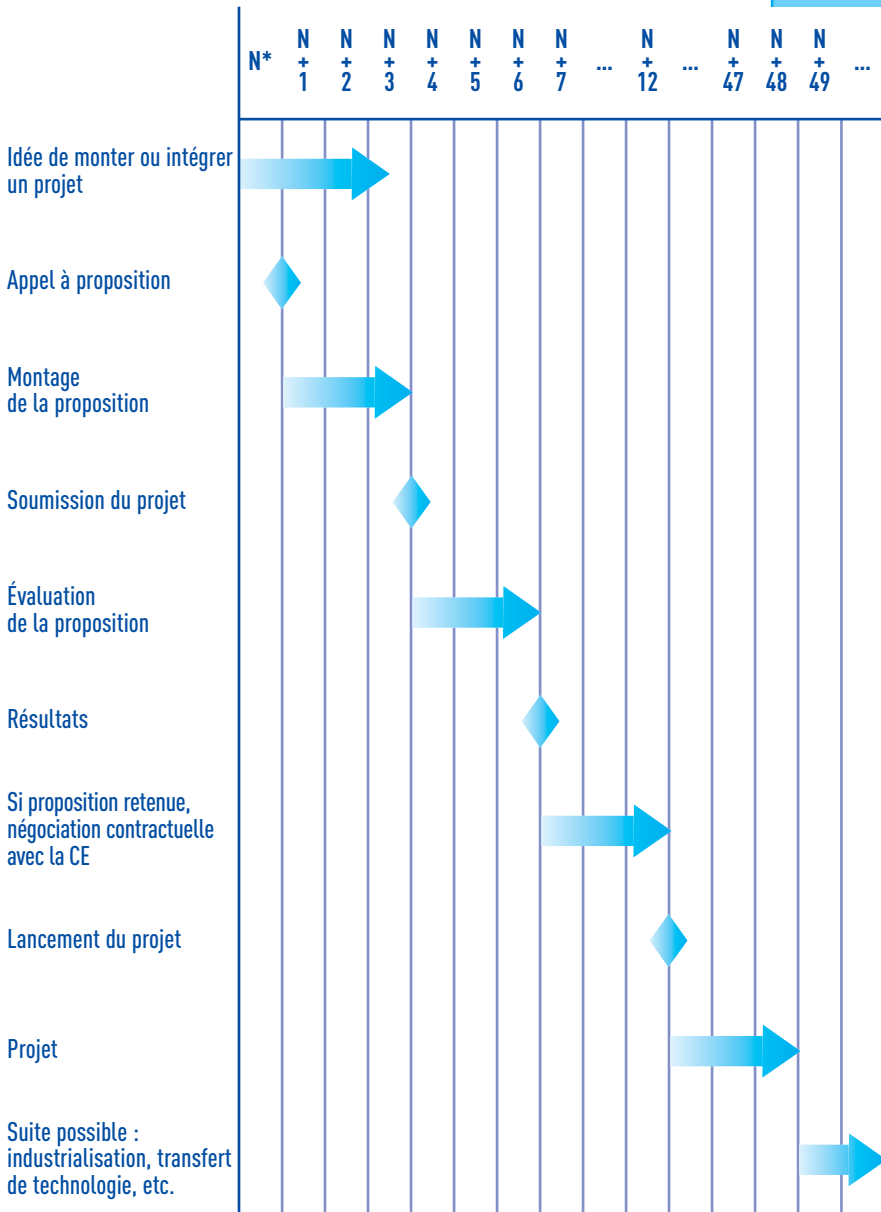 N*
N + 1
N + 2
N + 3
N + 4
N + 5
N + 6
N + 7
...
N + 12
...
N + 47
N + 48
N + 49
...
Idée de monter ou intégrer
un projet
Appel à proposition
Montage
de la proposition
Soumission du projet
Évaluation
de la proposition
Résultats
Si proposition retenue,
négociation contractuelle
avec la CE
Lancement du projet
Projet
Suite possible :
industrialisation, transfert
de technologie, etc.